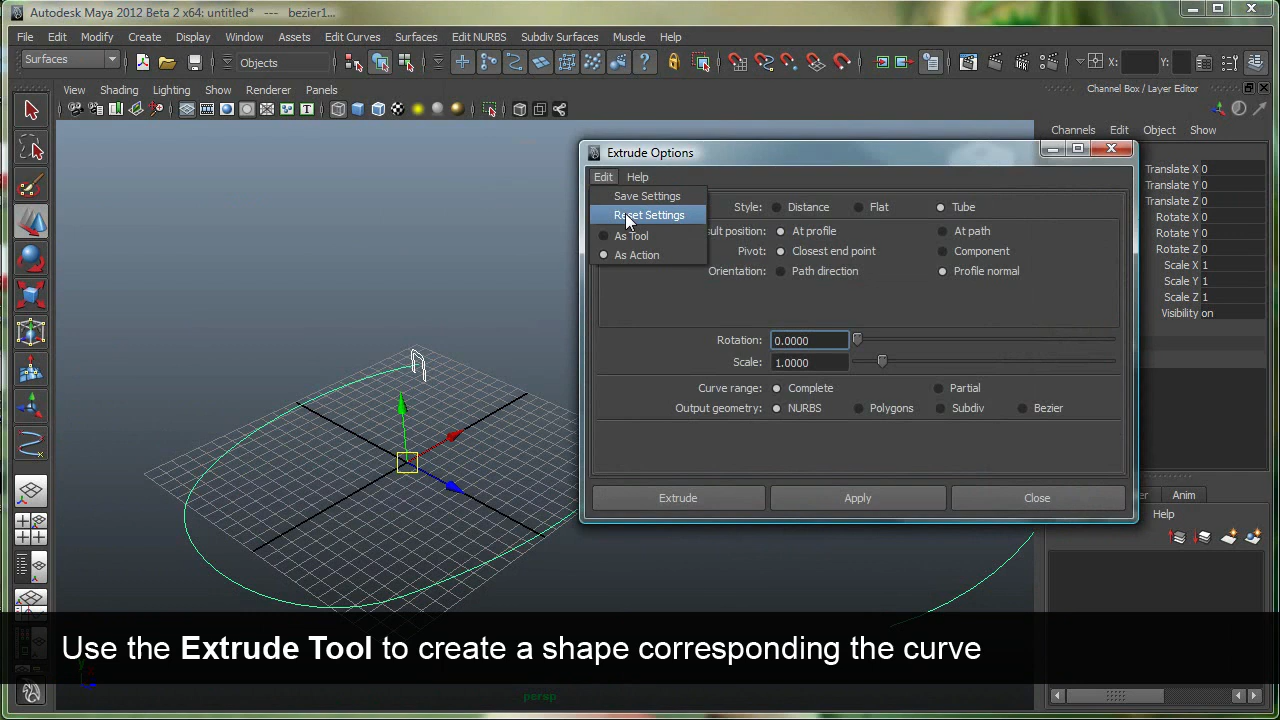 Autodesk Maya 2012 Beta 2 x64: untitled* --- bezier1...
File Edit Modify Create Display Window Assets Edit Curves Surfaces Edit NURBS Subdiv Surfaces Muscle Help
Surfaces Objects X: Y:
View Shading Lighting Show Renderer Panels
Channel Box / Layer Editor
Channels Edit Object Show
Translate X 0
Translate Y 0
Translate Z 0
Rotate X 0
Rotate Y 0
Rotate Z 0
Scale X 1
Scale Y 1
Scale Z 1
Visibility on
Extrude Options
Edit Help
Save Settings
Reset Settings
As Tool
As Action
Style: Distance Flat Tube
sult position: At profile At path
Pivot: Closest end point Component
Orientation: Path direction Profile normal
Rotation: 0.0000
Scale: 1.0000
Curve range: Complete Partial
Output geometry: NURBS Polygons Subdiv Bezier
Extrude Apply Close
er Anim
Help
Use the Extrude Tool to create a shape corresponding the curve
persp